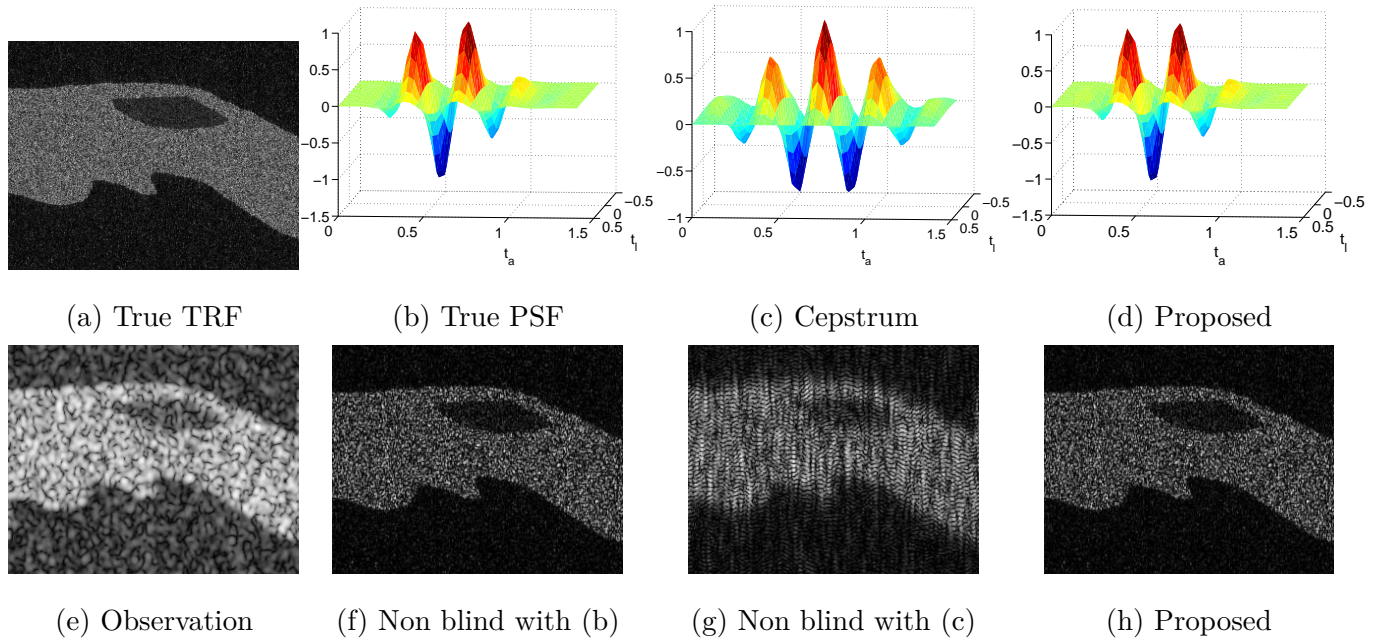 1
0.5
0
−0.5
−1
−1.5
0
0.5
1
1.5
−0.5
0
0.5
t_a
t_l
1
0.5
0
−0.5
−1
0
0.5
1
1.5
−0.5
0
0.5
t_a
t_l
1
0.5
0
−0.5
−1
−1.5
0
0.5
1
1.5
−0.5
0
0.5
t_a
t_l
(a) True TRF
(b) True PSF
(c) Cepstrum
(d) Proposed
(e) Observation
(f) Non blind with (b)
(g) Non blind with (c)
(h) Proposed